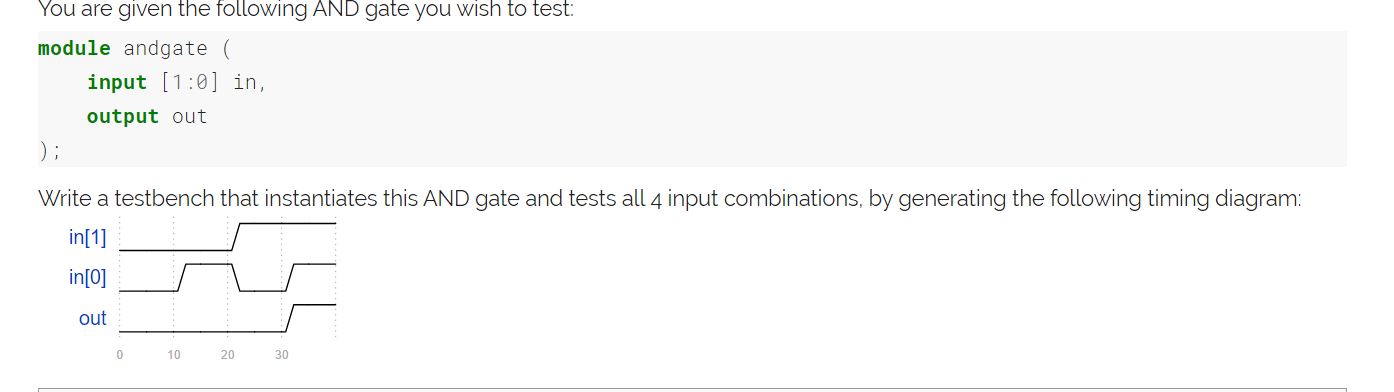 You are given the following AND gate you wish to test:
module andgate (
input [1:0] in,
output out
);
Write a testbench that instantiates this AND gate and tests all 4 input combinations, by generating the following timing diagram:
in[1]
in[0]
out
0 10 20 30